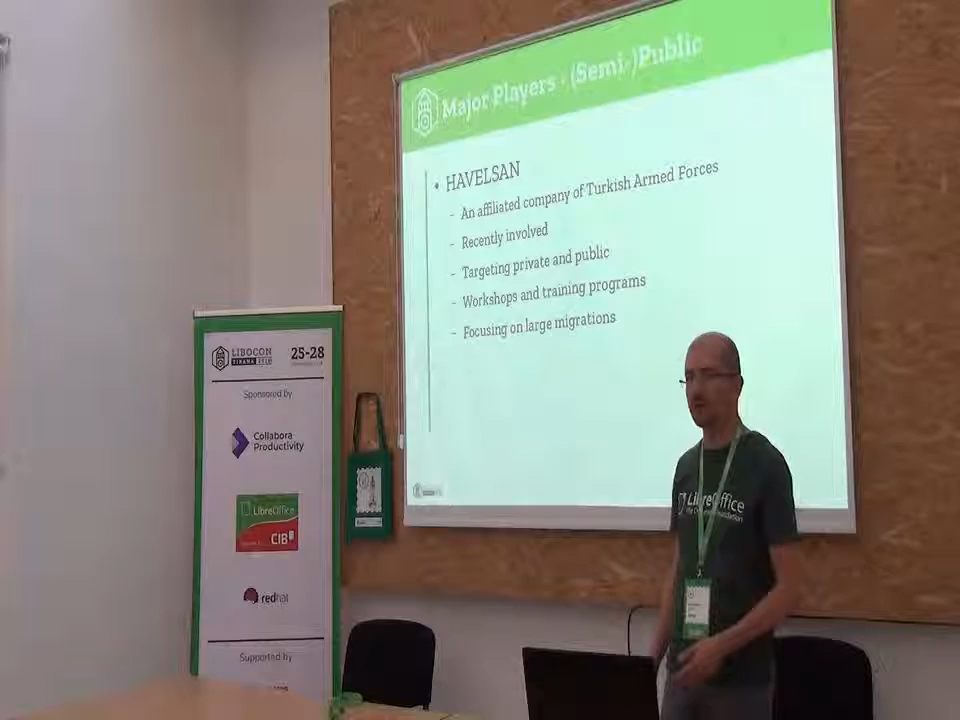 Major Players - (Semi-)Public
• HAVELSAN
- An affiliated company of Turkish Armed Forces
- Recently involved
- Targeting private and public
- Workshops and training programs
- Focusing on large migrations
LIBOCON
TIRANA 2018
25-28
Sponsored by
Collabora
Productivity
LibreOffice
CIB
redhat
Supported by
LibreOffice